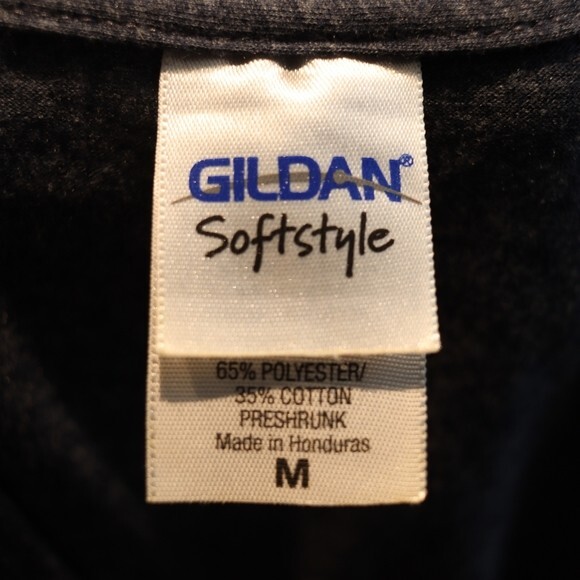 GILDAN®
Softstyle
65% POLYESTER/
35% COTTON
PRESHRUNK
Made in Honduras
M